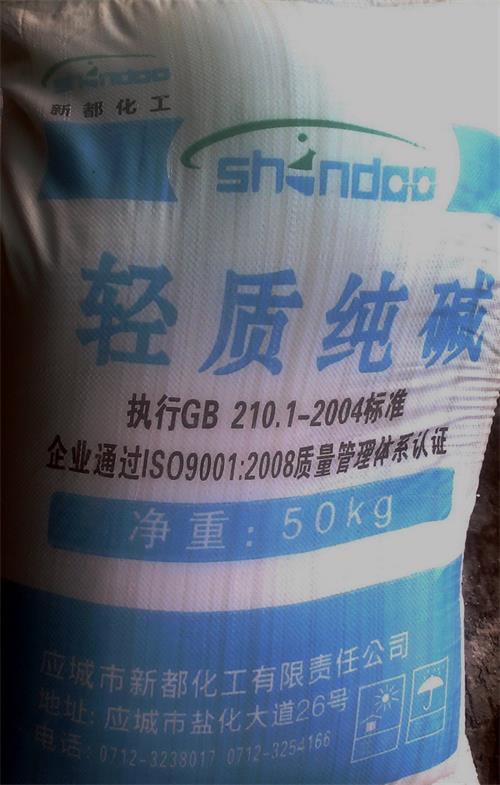 shindoo
新都化工
shindoo
轻质纯碱
执行GB 210.1-2004标准
企业通过ISO9001:2008质量管理体系认证
净重:50kg
应城市新都化工有限责任公司
地址:应城市盐化大道26号
电话:0712-3238017 0712-3254166